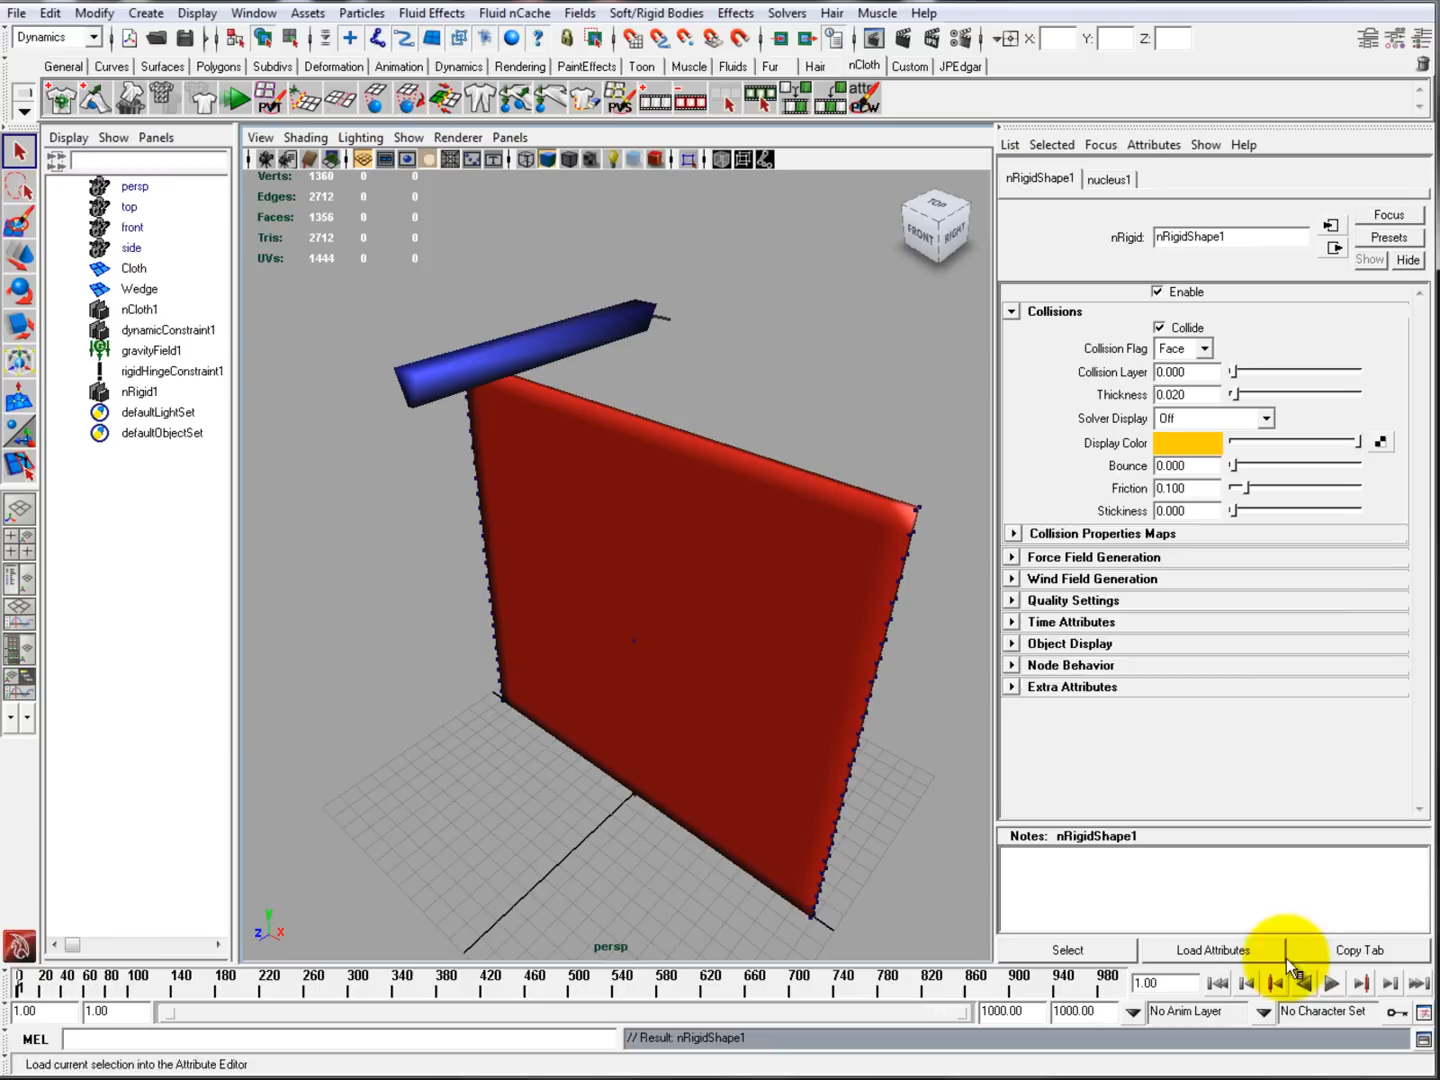 File Edit Modify Create Display Window Assets Particles Fluid Effects Fluid nCache Fields Soft/Rigid Bodies Effects Solvers Hair Muscle Help
Dynamics X: Y: Z:
General Curves Surfaces Polygons Subdivs Deformation Animation Dynamics Rendering PaintEffects Toon Muscle Fluids Fur Hair nCloth Custom JPEdgar
PVT PVS attr PCW
Display Show Panels
View Shading Lighting Show Renderer Panels
List Selected Focus Attributes Show Help
persp
top
front
side
Cloth
Wedge
nCloth1
dynamicConstraint1
gravityField1
rigidHingeConstraint1
nRigid1
defaultLightSet
defaultObjectSet
Verts: 1360 0 0
Edges: 2712 0 0
Faces: 1356 0 0
Tris: 2712 0 0
UVs: 1444 0 0
TOP
FRONT RIGHT
y
z x
persp
nRigidShape1 nucleus1
Focus
nRigid: nRigidShape1 Presets
Show Hide
Enable
Collisions
Collide
Collision Flag Face
Collision Layer 0.000
Thickness 0.020
Solver Display Off
Display Color
Bounce 0.000
Friction 0.100
Stickiness 0.000
Collision Properties Maps
Force Field Generation
Wind Field Generation
Quality Settings
Time Attributes
Object Display
Node Behavior
Extra Attributes
Notes: nRigidShape1
Select Load Attributes Copy Tab
0 20 40 60 80 100 140 180 220 260 300 340 380 420 460 500 540 580 620 660 700 740 780 820 860 900 940 980 1.00
1.00 1.00 1000.00 1000.00 No Anim Layer No Character Set
MEL // Result: nRigidShape1
Load current selection into the Attribute Editor